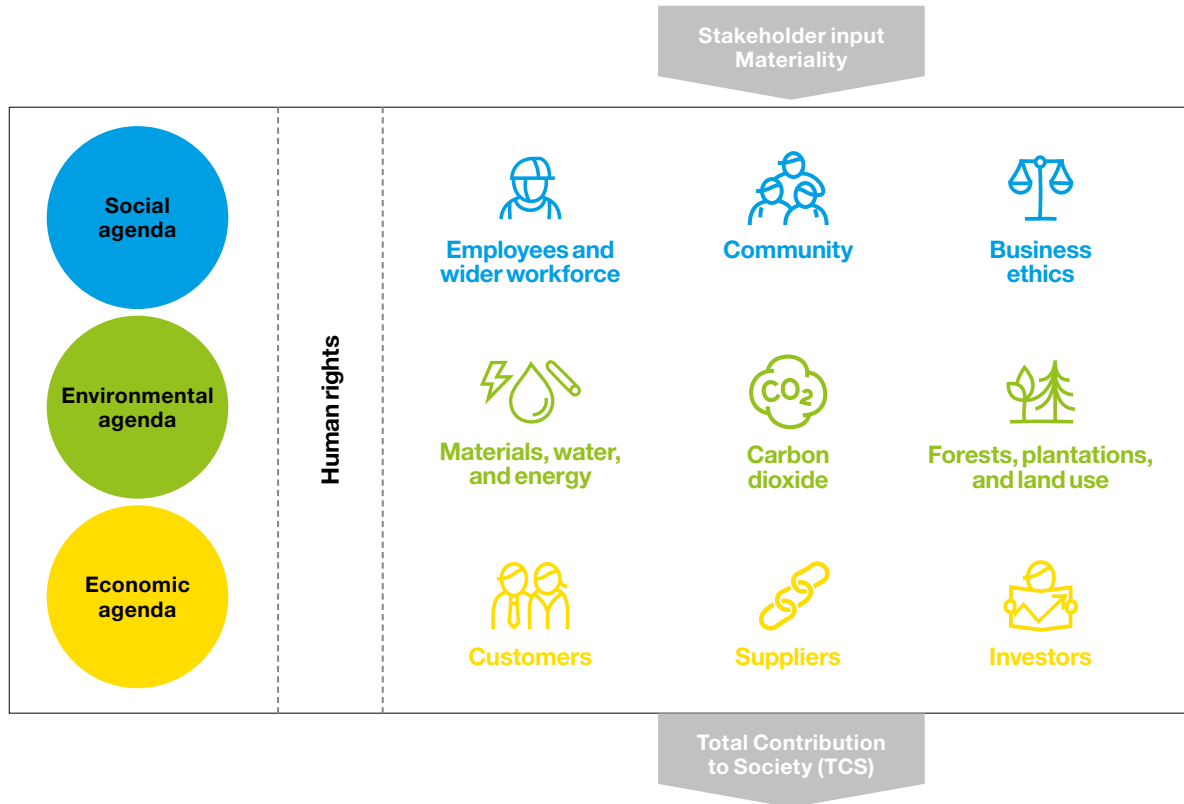 Stakeholder input
Materiality
Social
agenda
Environmental
agenda
Economic
agenda
Human rights
Employees and
wider workforce
Community
Business
ethics
Materials, water,
and energy
CO2
Carbon
dioxide
Forests, plantations,
and land use
Customers
Suppliers
Investors
Total Contribution
to Society (TCS)